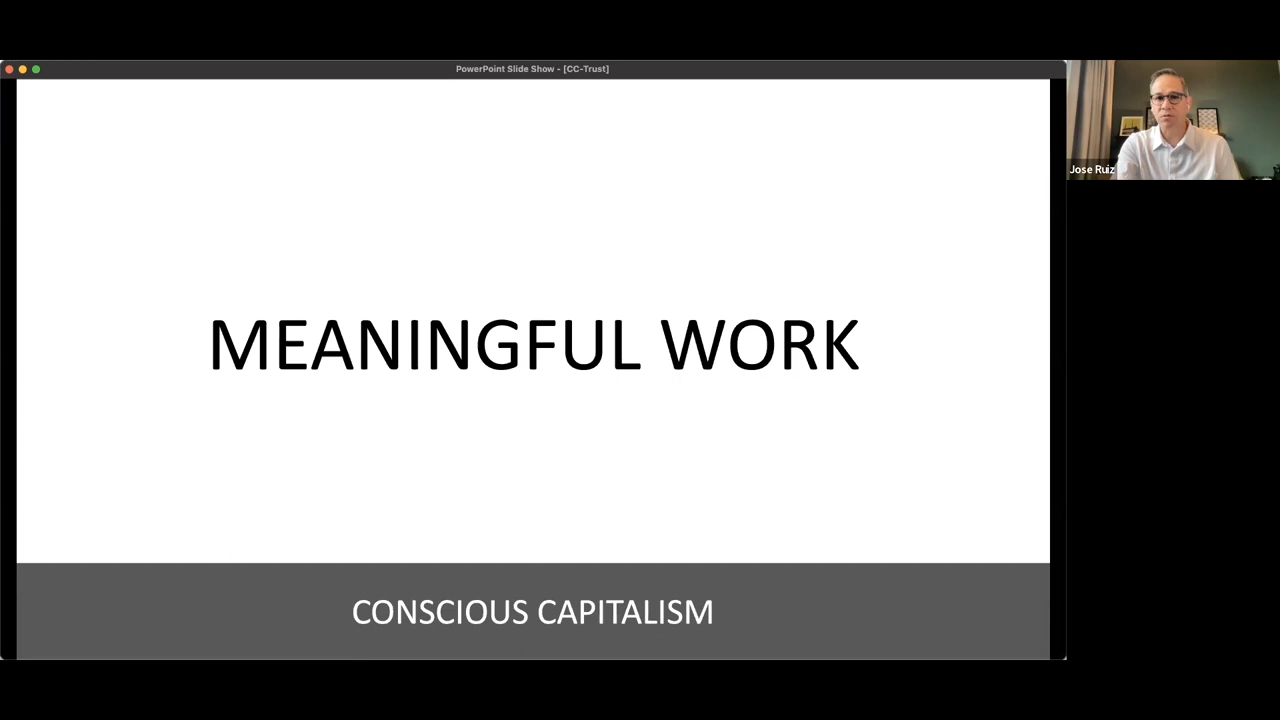 PowerPoint Slide Show - [CC-Trust]
Jose Ruiz
MEANINGFUL WORK
CONSCIOUS CAPITALISM